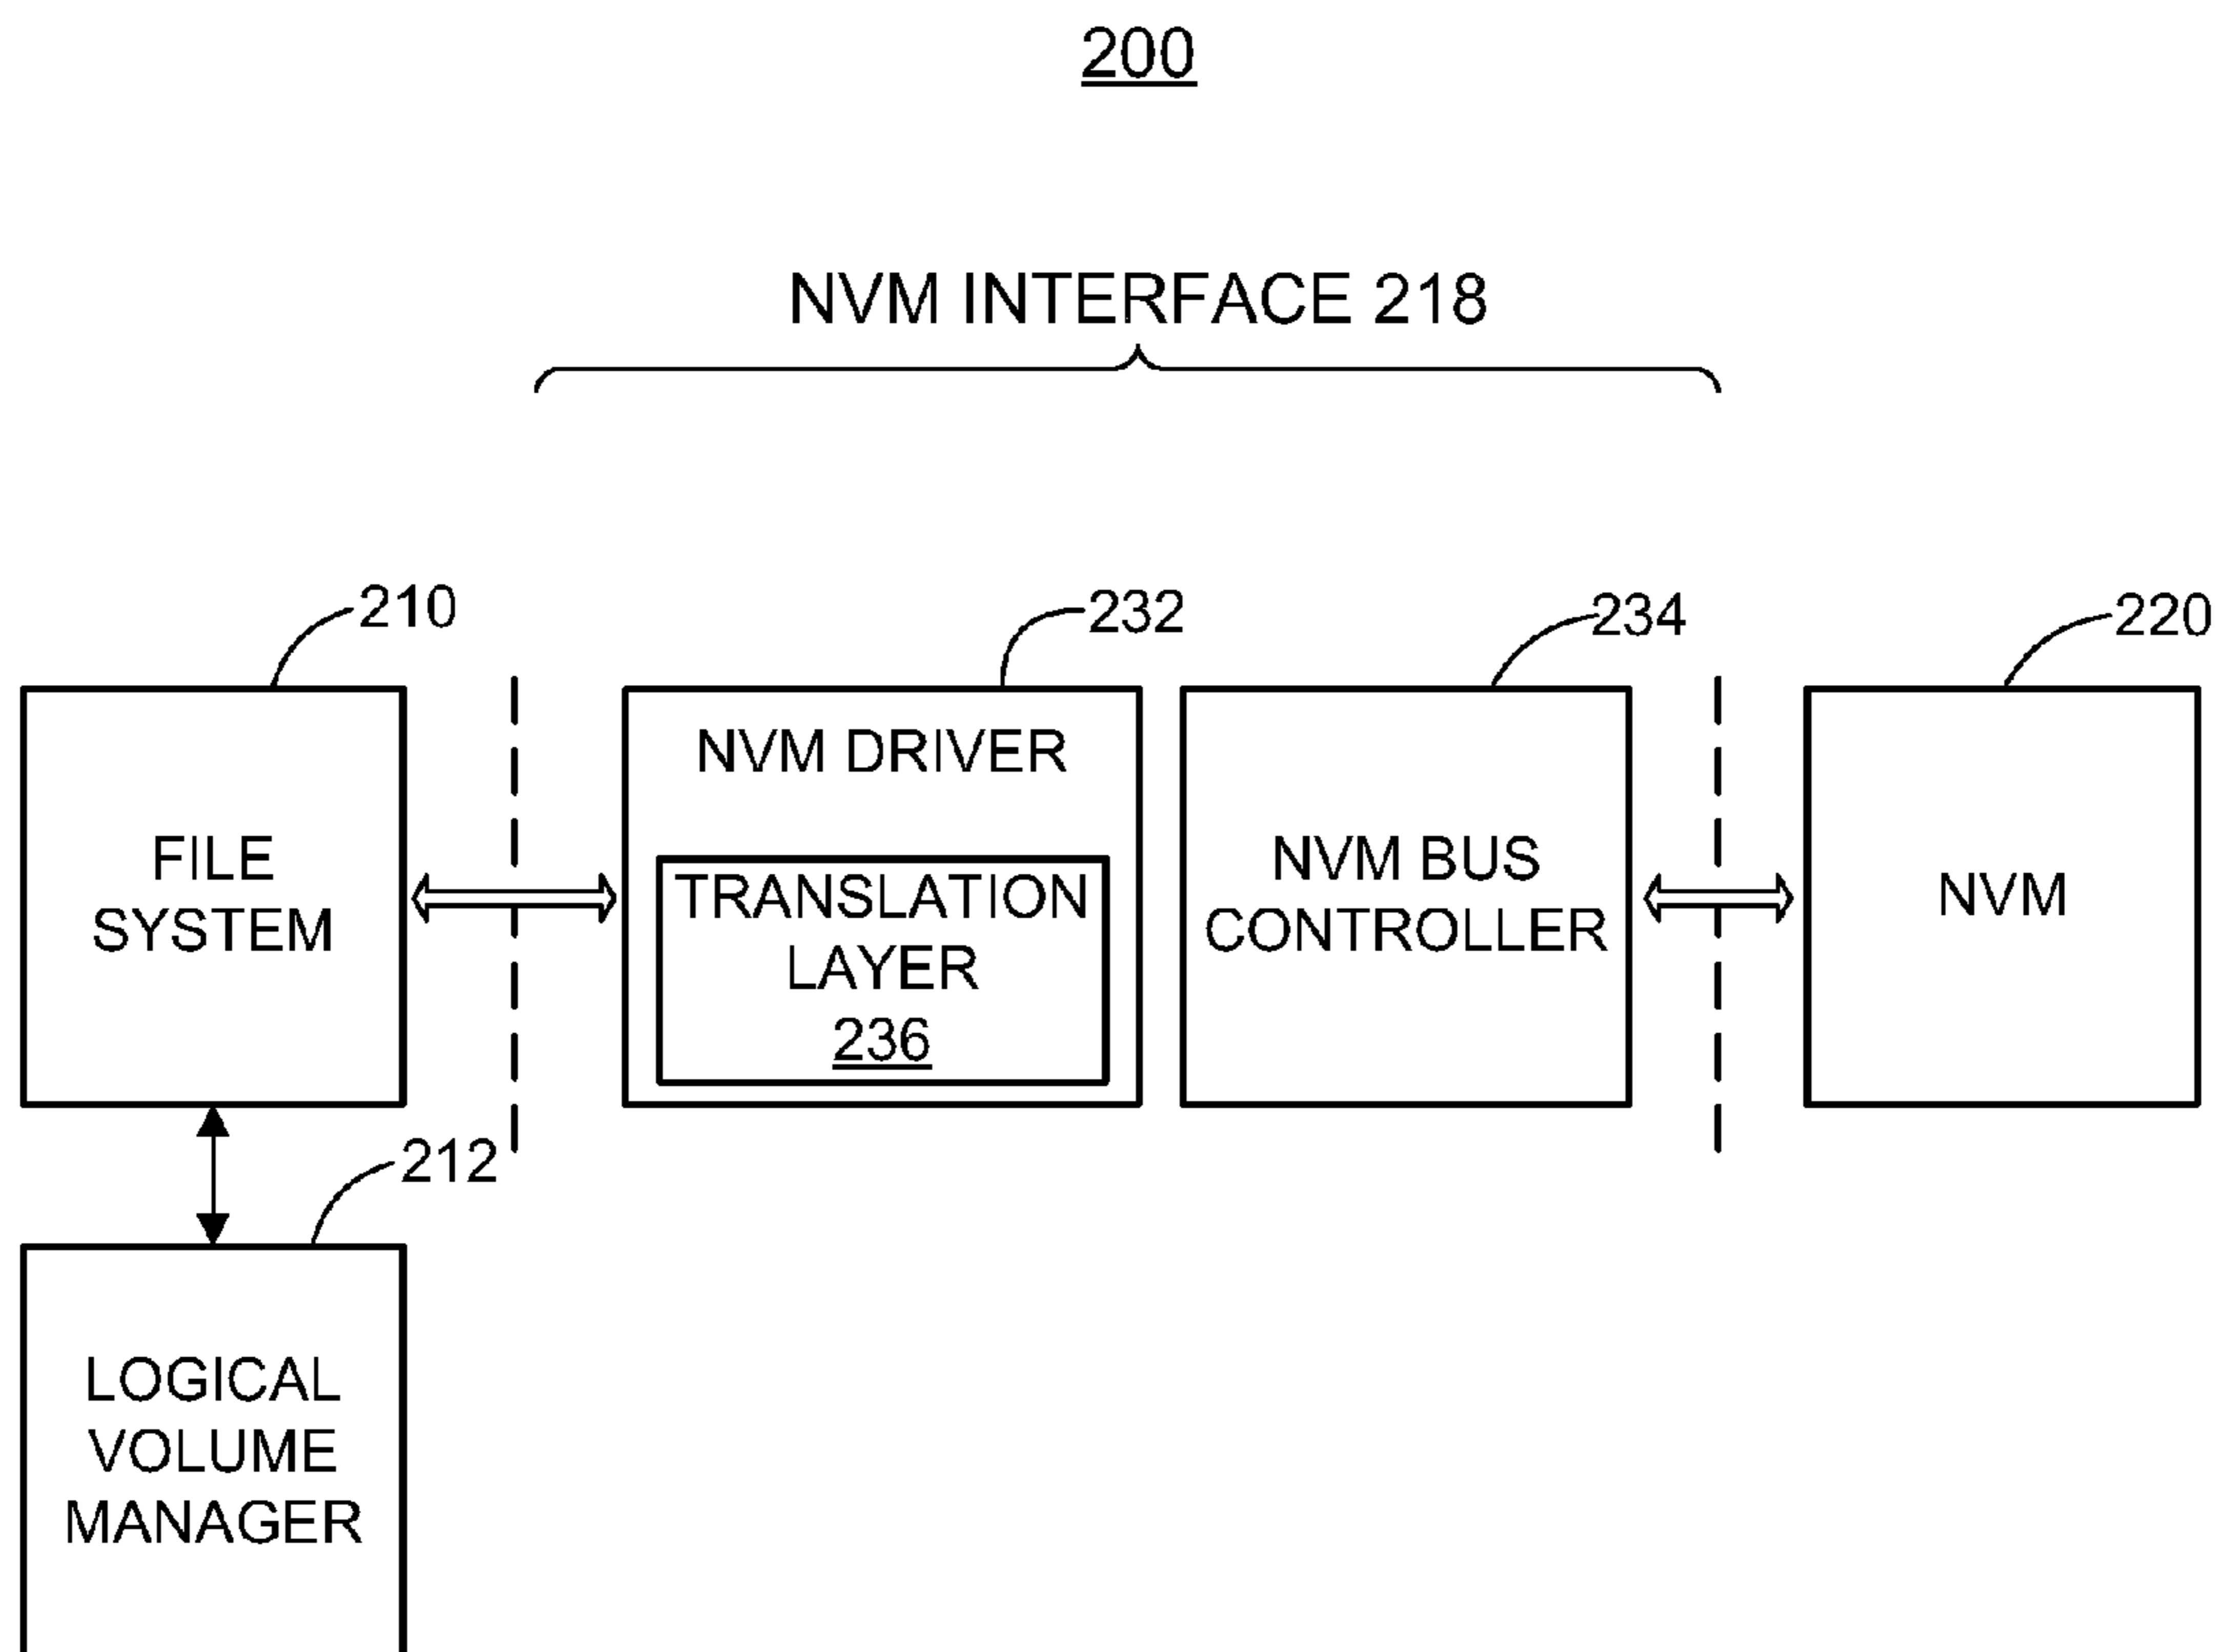 200
NVM INTERFACE 218
210
232
234
220
FILE
SYSTEM
NVM DRIVER
TRANSLATION
LAYER
236
NVM BUS
CONTROLLER
NVM
212
LOGICAL
VOLUME
MANAGER